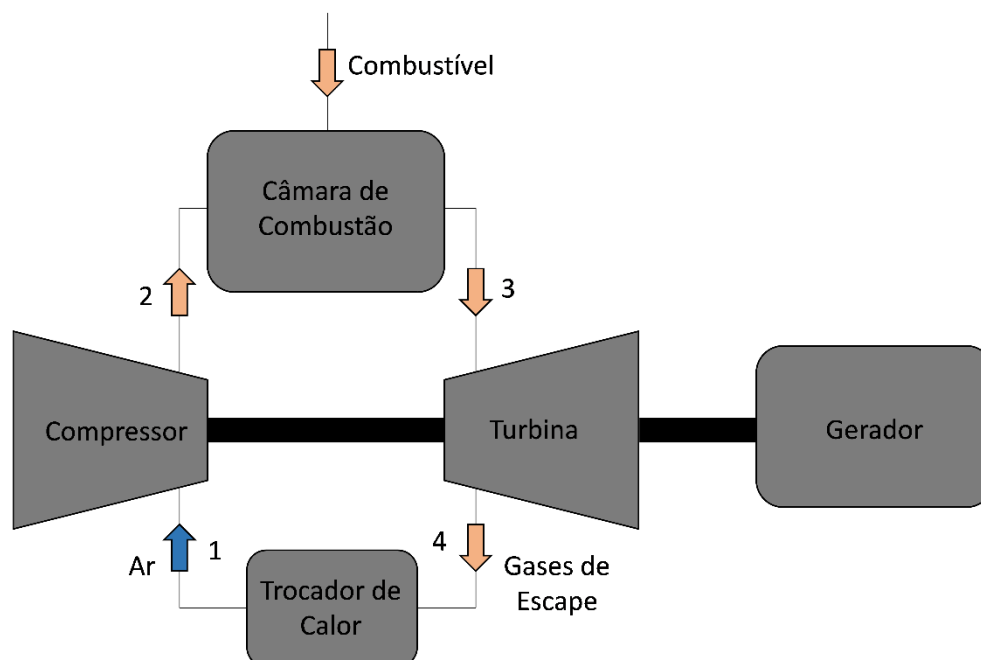 Combustível
Câmara de
Combustão
2
3
Compressor
Turbina
Gerador
Ar
1
4
Gases de
Escape
Trocador de
Calor